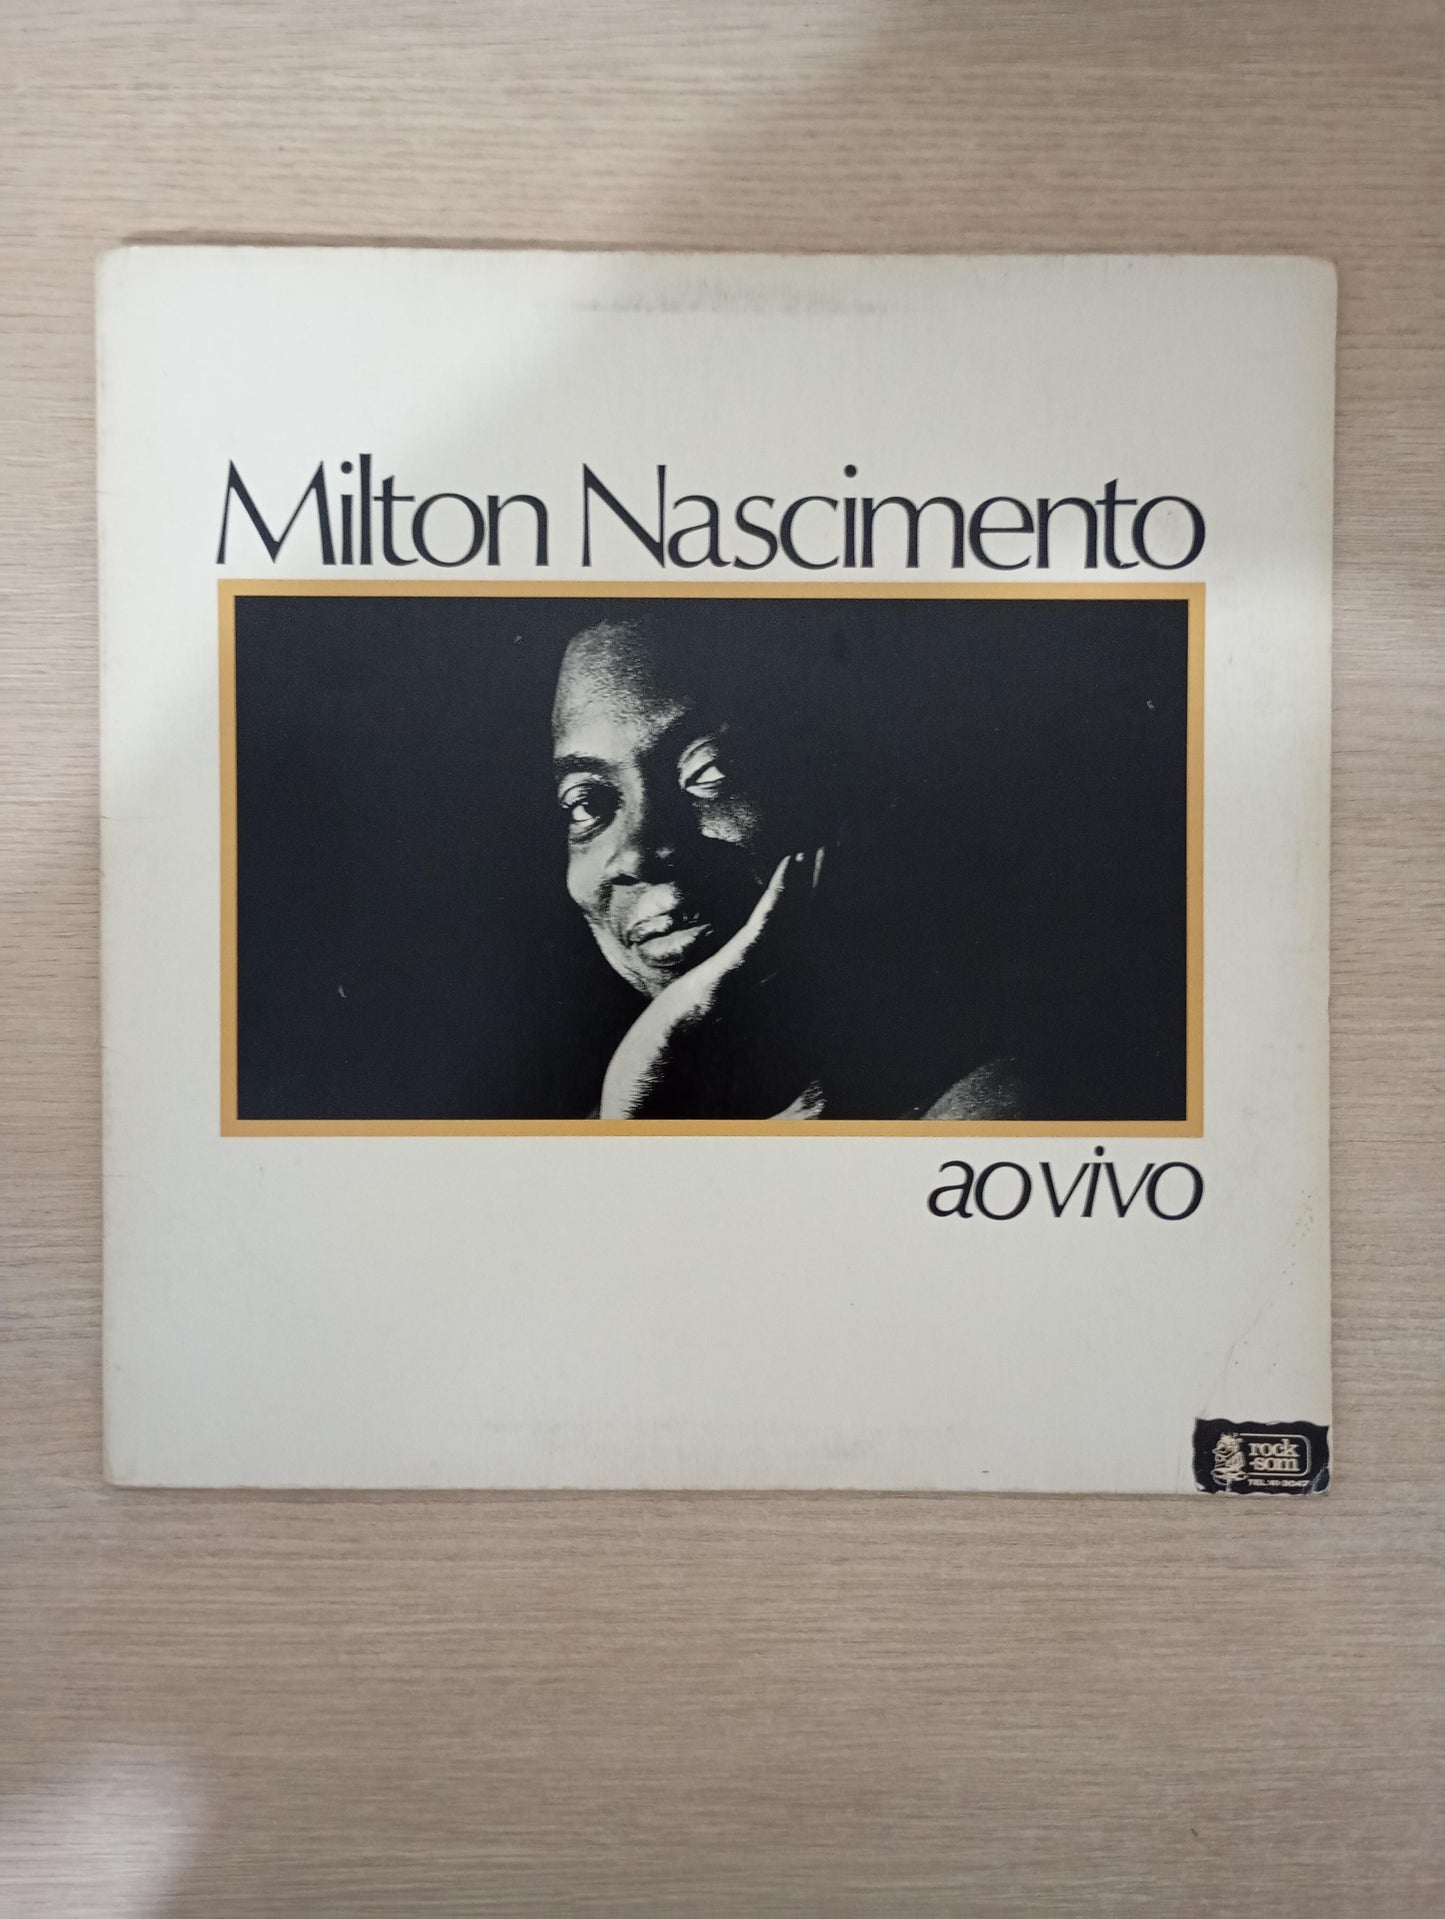 Milton Nascimento
ao vivo
rock
-som